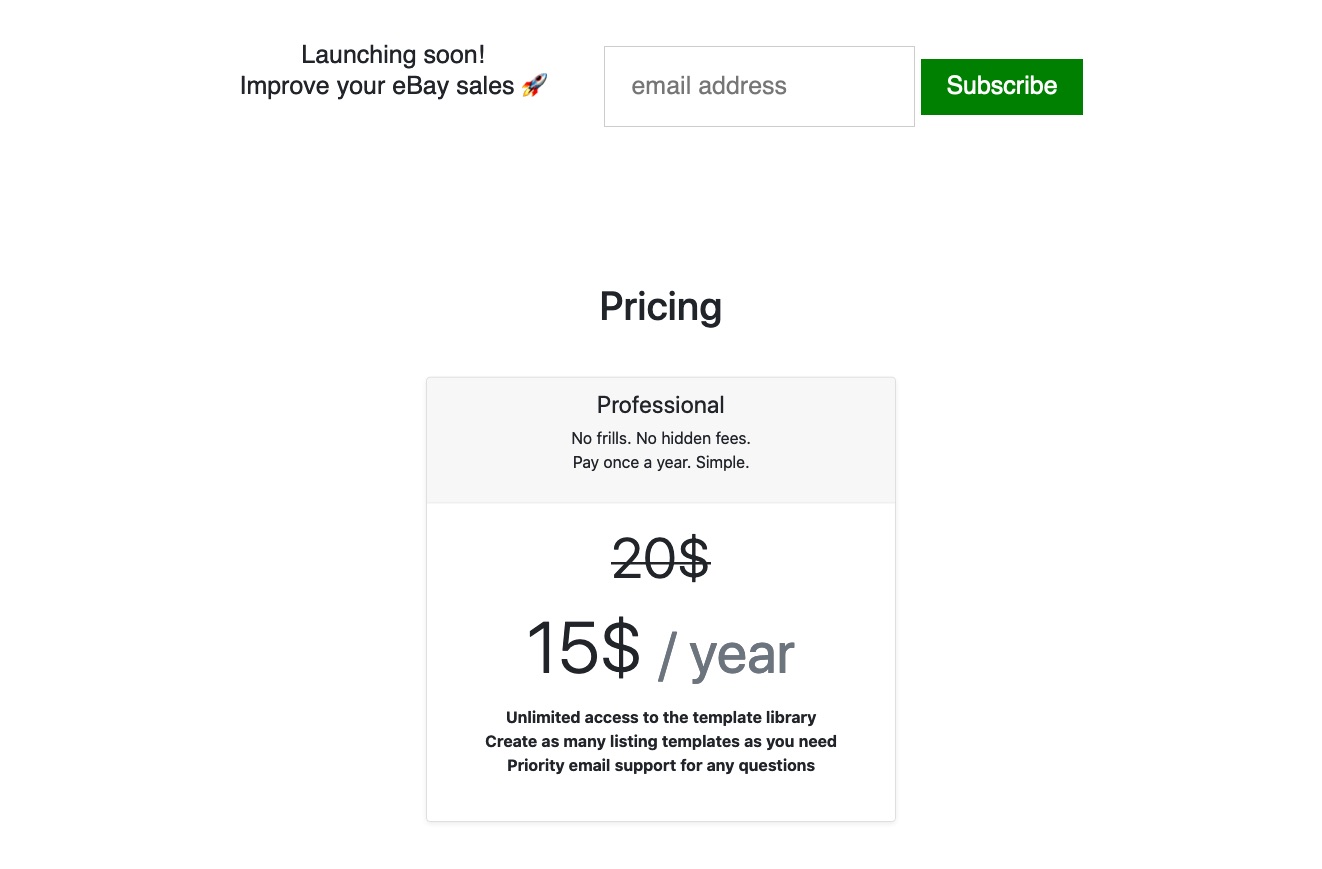 Launching soon!
Improve your eBay sales 🚀
email address
Subscribe
Pricing
Professional
No frills. No hidden fees.
Pay once a year. Simple.
20$
15$ / year
Unlimited access to the template library
Create as many listing templates as you need
Priority email support for any questions